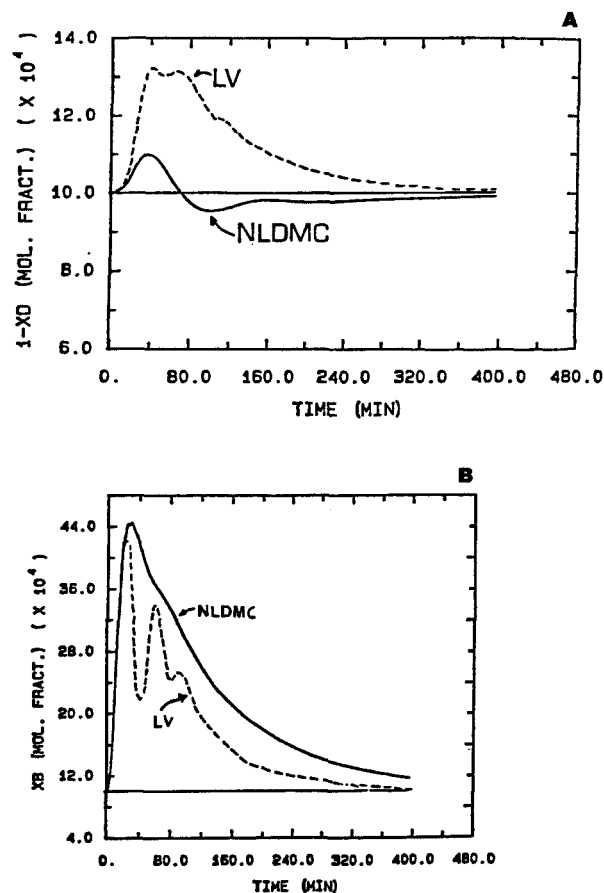 A
14.0
12.0
10.0
8.0
6.0
1-XD (MOL. FRACT.) ( X 10⁴)
LV
NLDMC
0. 80.0 160.0 240.0 320.0 400.0 480.0
TIME (MIN)
B
44.0
36.0
28.0
20.0
12.0
4.0
XB (MOL. FRACT.) ( X 10⁴)
NLDMC
LV
0. 80.0 160.0 240.0 320.0 400.0 480.0
TIME (MIN)